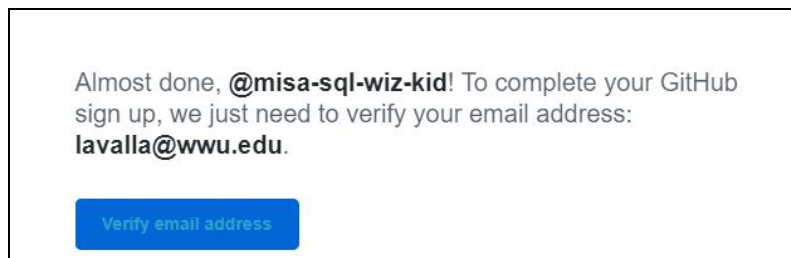 Almost done, @misa-sql-wiz-kid! To complete your GitHub
sign up, we just need to verify your email address:
lavalla@wwu.edu.
Verify email address